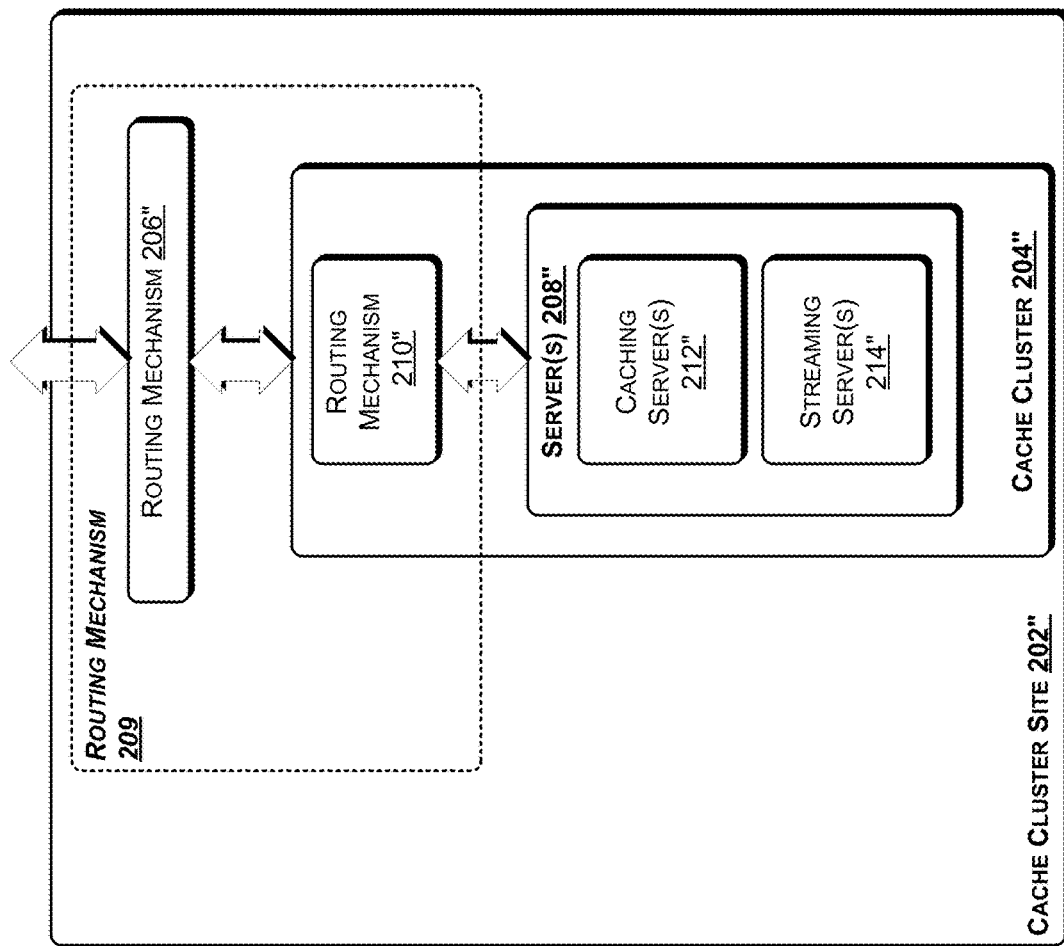 ROUTING MECHANISM
209
ROUTING MECHANISM 206"
ROUTING
MECHANISM
210"
SERVER(S) 208"
CACHING
SERVER(S)
212"
STREAMING
SERVER(S)
214"
CACHE CLUSTER 204"
CACHE CLUSTER SITE 202"